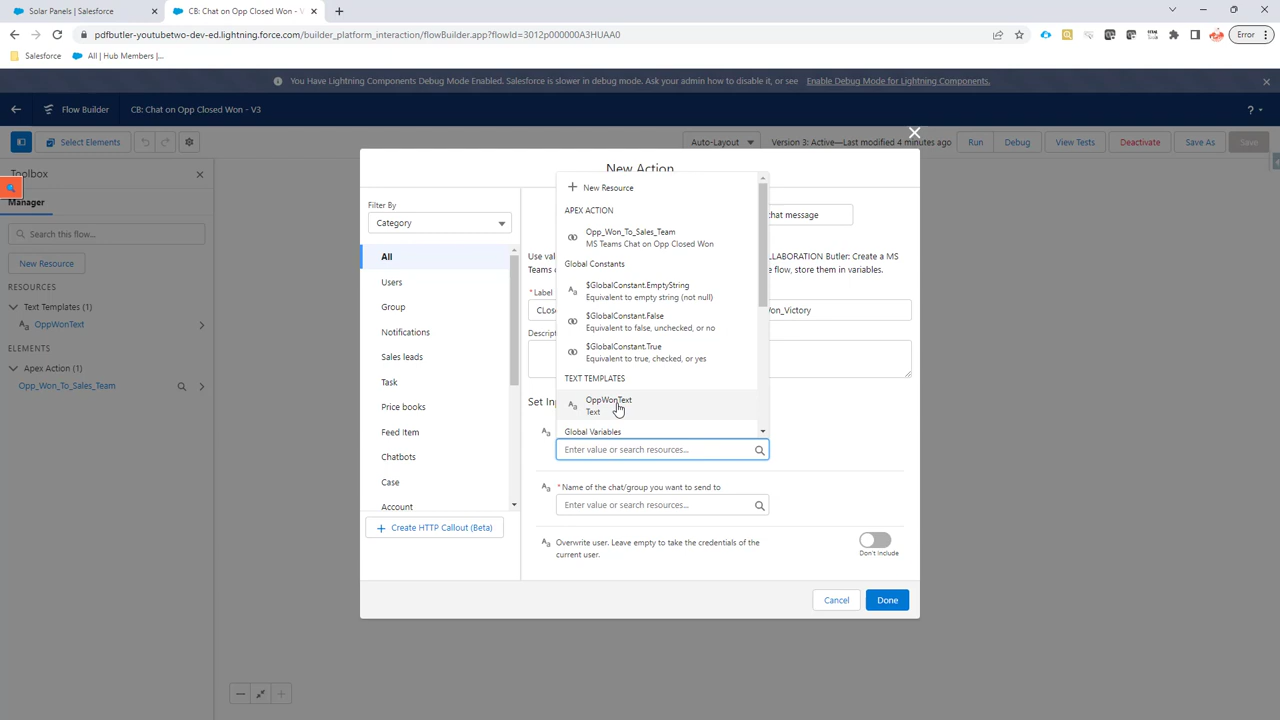 Solar Panels | Salesforce
CB: Chat on Opp Closed Won - V
pdfbutler-youtubetwo-dev-ed.lightning.force.com/builder_platform_interaction/flowBuilder.app?flowId=3012p000000A3HUAA0
Error
Salesforce
All | Hub Members |...
You Have Lightning Components Debug Mode Enabled. Salesforce is slower in debug mode. Ask your admin how to disable it, or see Enable Debug Mode for Lightning Components.
Flow Builder
CB: Chat on Opp Closed Won - V3
?
Select Elements
Auto-Layout
Version 3: Active—Last modified 4 minutes ago
Run
Debug
View Tests
Deactivate
Save As
Save
Toolbox
Manager
Search this flow...
New Resource
RESOURCES
Text Templates (1)
OppWonText
ELEMENTS
Apex Action (1)
Opp_Won_To_Sales_Team
New Action
Filter By
Category
All
Users
Group
Notifications
Sales leads
Task
Price books
Feed Item
Chatbots
Case
Account
Create HTTP Callout (Beta)
New Resource
APEX ACTION
Opp_Won_To_Sales_Team
MS Teams Chat on Opp Closed Won
Global Constants
$GlobalConstant.EmptyString
Equivalent to empty string (not null)
$GlobalConstant.False
Equivalent to false, unchecked, or no
$GlobalConstant.True
Equivalent to true, checked, or yes
TEXT TEMPLATES
OppWonText
Text
Global Variables
Enter value or search resources...
hat message
Use val
LLABORATION Butler: Create a MS
Teams c
e flow, store them in variables.
* Label
CLose
Von_Victory
Descript
Set Inp
* Name of the chat/group you want to send to
Enter value or search resources...
Overwrite user. Leave empty to take the credentials of the
current user.
Don't Include
Cancel
Done